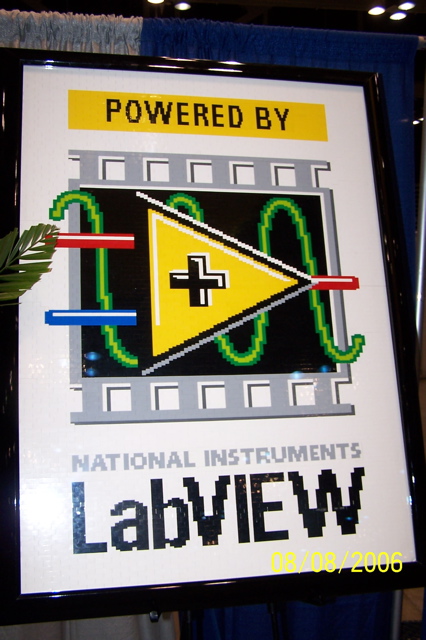 POWERED BY
NATIONAL INSTRUMENTS
LabVIEW
08/08/2006